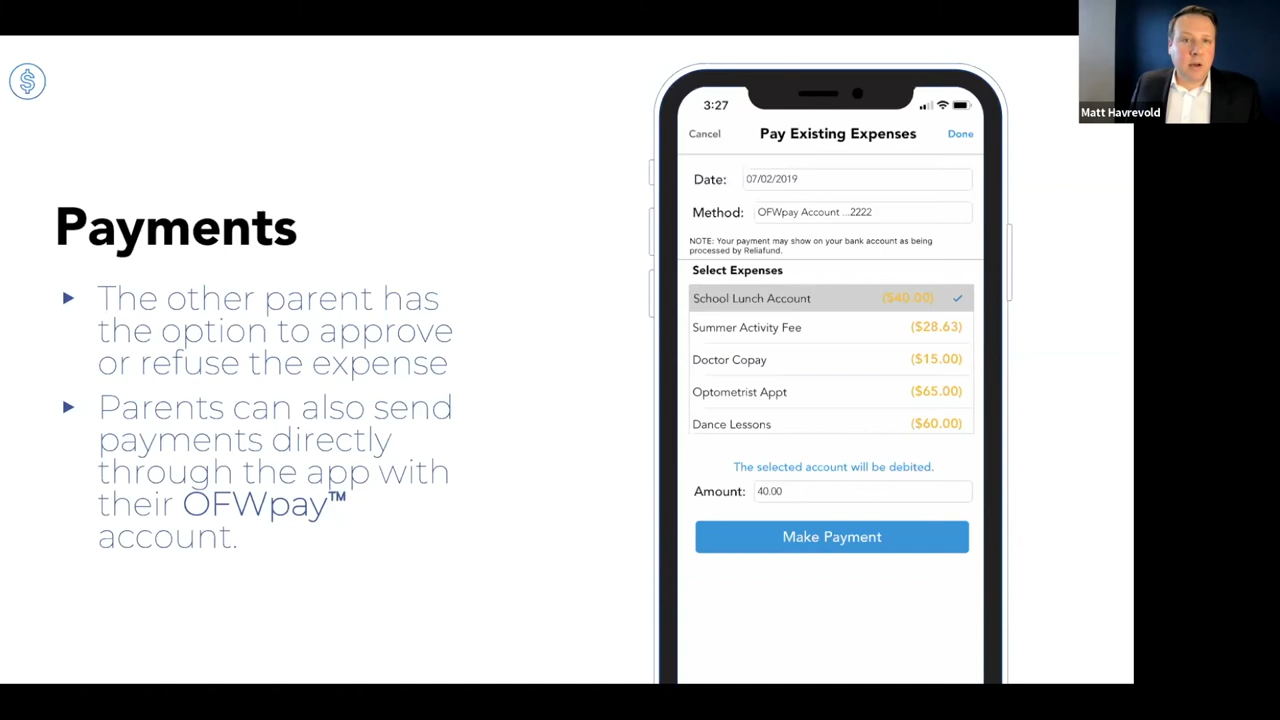 Matt Havrevold
$
Payments
The other parent has
the option to approve
or refuse the expense
Parents can also send
payments directly
through the app with
their OFWpay™
account.
3:27
Cancel Pay Existing Expenses Done
Date: 07/02/2019
Method: OFWpay Account ...2222
NOTE: Your payment may show on your bank account as being
processed by Reliafund.
Select Expenses
School Lunch Account ($40.00)
Summer Activity Fee ($28.63)
Doctor Copay ($15.00)
Optometrist Appt ($65.00)
Dance Lessons ($60.00)
The selected account will be debited.
Amount: 40.00
Make Payment